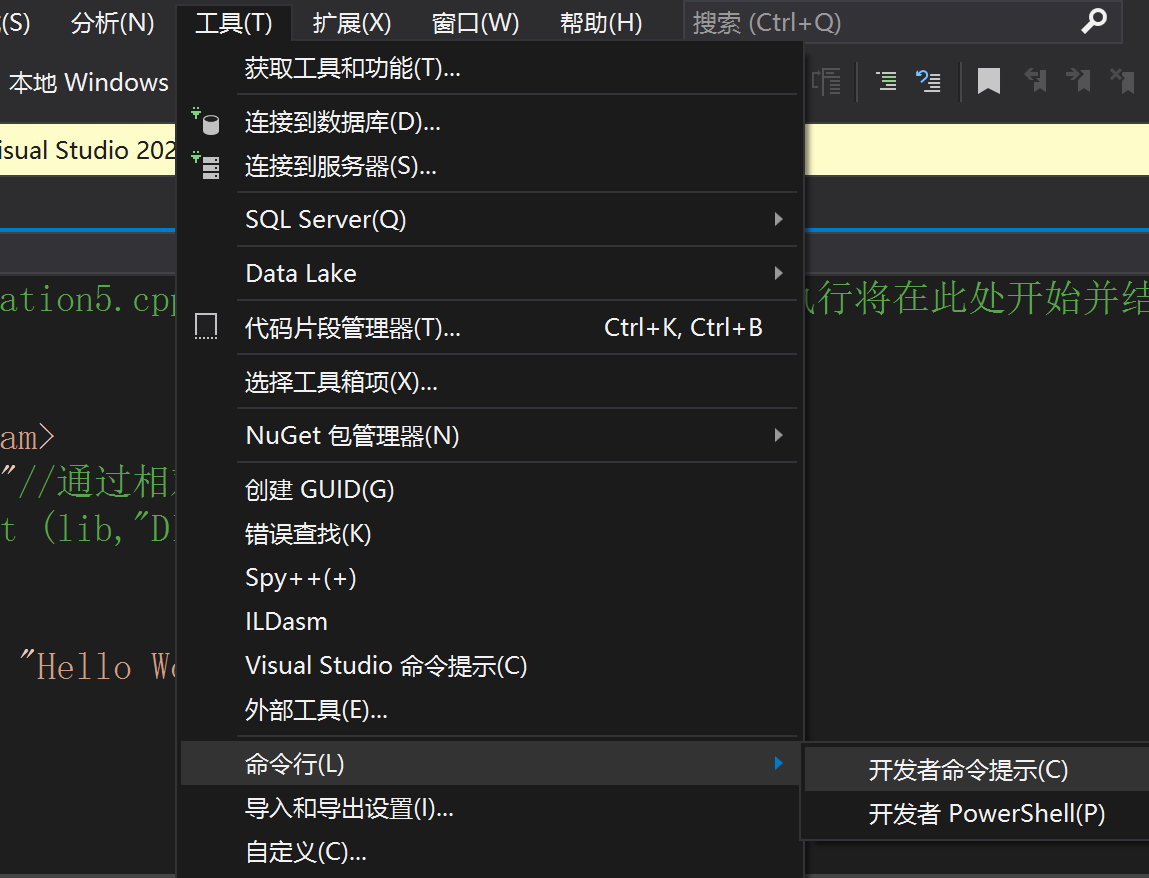 (S) 分析(N) 工具(T) 扩展(X) 窗口(W) 帮助(H) 搜索 (Ctrl+Q)
获取工具和功能(T)...
本地 Windows
连接到数据库(D)...
isual Studio 202
连接到服务器(S)...
SQL Server(Q)
Data Lake
ation5.cpp
行将在此处开始并结
代码片段管理器(T)... Ctrl+K, Ctrl+B
选择工具箱项(X)...
am>
NuGet 包管理器(N)
"//通过相
创建 GUID(G)
t (lib,"Dl
错误查找(K)
Spy++(+)
ILDasm
"Hello Wo
Visual Studio 命令提示(C)
外部工具(E)...
命令行(L)
开发者命令提示(C)
导入和导出设置(I)...
开发者 PowerShell(P)
自定义(C)...